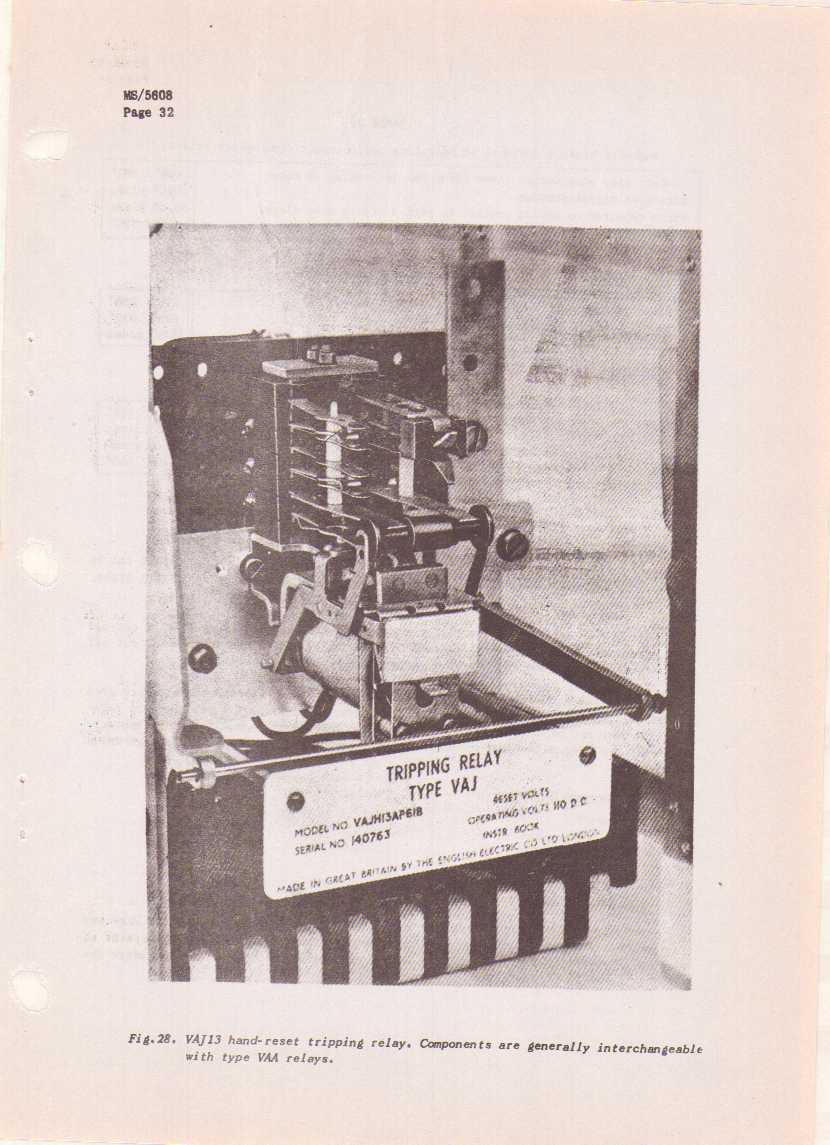 MS/5608
Page 32
TRIPPING RELAY
TYPE VAJ
MODEL NO. VAJH13AP61B
SERIAL NO. 140763
RESET VOLTS
OPERATING VOLTS 110 D.C.
INSTR. BOOK
MADE IN GREAT BRITAIN BY THE ENGLISH ELECTRIC CO LTD LONDON
Fig.28. VAJ13 hand-reset tripping relay. Components are generally interchangeable
with type VAA relays.